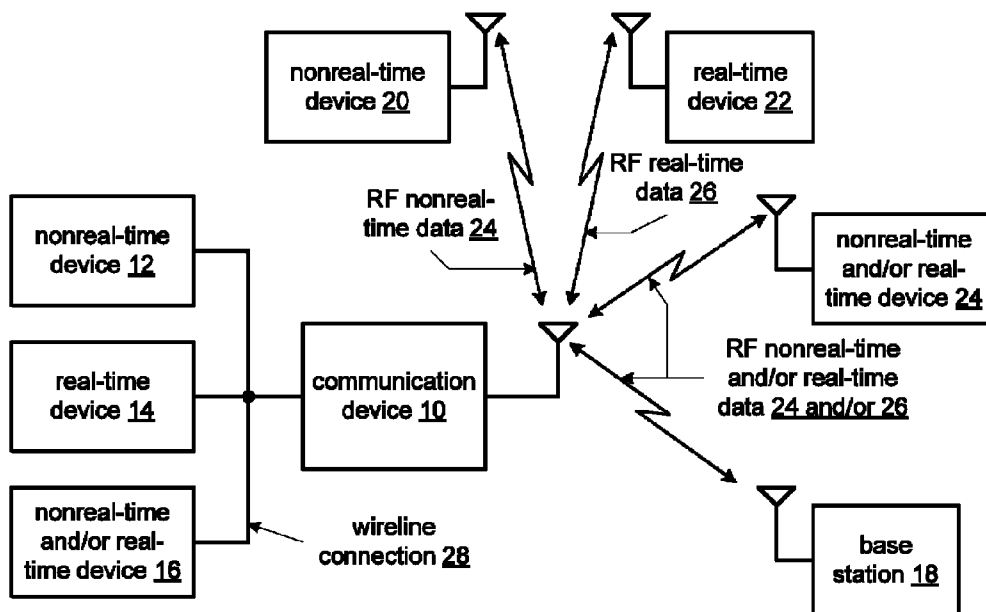 nonreal-time
device 20
real-time
device 22
RF real-time
data 26
RF nonreal-
time data 24
nonreal-time
device 12
nonreal-time
and/or real-
time device 24
real-time
device 14
communication
device 10
RF nonreal-time
and/or real-time
data 24 and/or 26
nonreal-time
and/or real-
time device 16
wireline
connection 28
base
station 18